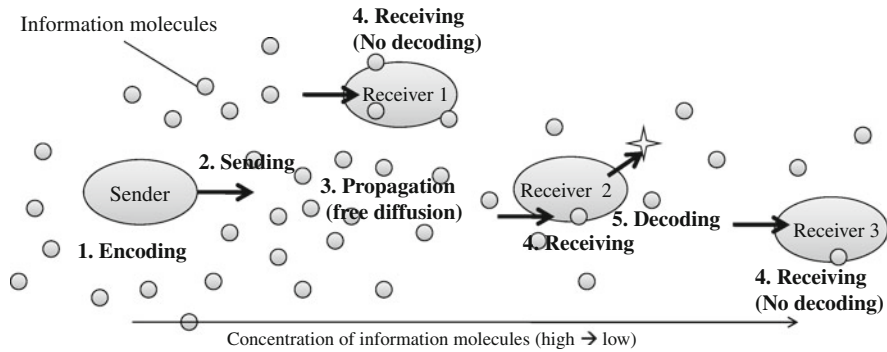 4. Receiving
(No decoding)
Information molecules
Receiver 1
2. Sending
3. Propagation
(free diffusion)
Sender
Receiver 2
5. Decoding
4. Receiving
1. Encoding
Receiver 3
4. Receiving
(No decoding)
Concentration of information molecules (high → low)